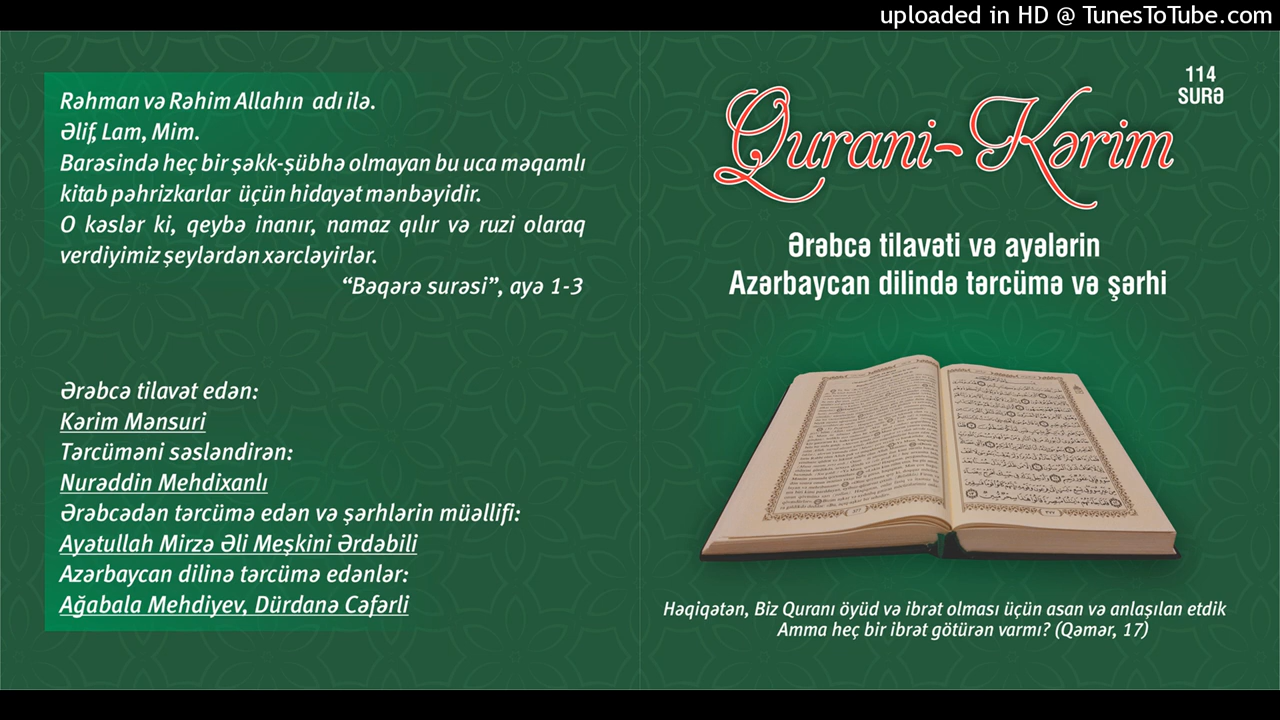 uploaded in HD @ TunesToTube.com
Rəhman və Rəhim Allahın adı ilə.
Əlif, Lam, Mim.
Barəsində heç bir şəkk-şübhə olmayan bu uca məqamlı
kitab pəhrizkarlar üçün hidayət mənbəyidir.
O kəslər ki, qeybə inanır, namaz qılır və ruzi olaraq
verdiyimiz şeylərdən xərcləyirlər.
“Bəqərə surəsi”, ayə 1-3
Ərəbcə tilavət edən:
Kərim Mənsuri
Tərcüməni səsləndirən:
Nurəddin Mehdixanlı
Ərəbcədən tərcümə edən və şərhlərin müəllifi:
Ayətullah Mirzə Əli Meşkini Ərdəbili
Azərbaycan dilinə tərcümə edənlər:
Ağabala Mehdiyev, Dürdanə Cəfərli
114
SURƏ
Qurani-Kərim
Ərəbcə tilavəti və ayələrin
Azərbaycan dilində tərcümə və şərhi
Həqiqətən, Biz Quranı öyüd və ibrət olması üçün asan və anlaşılan etdik
Amma heç bir ibrət götürən varmı? (Qəmər, 17)